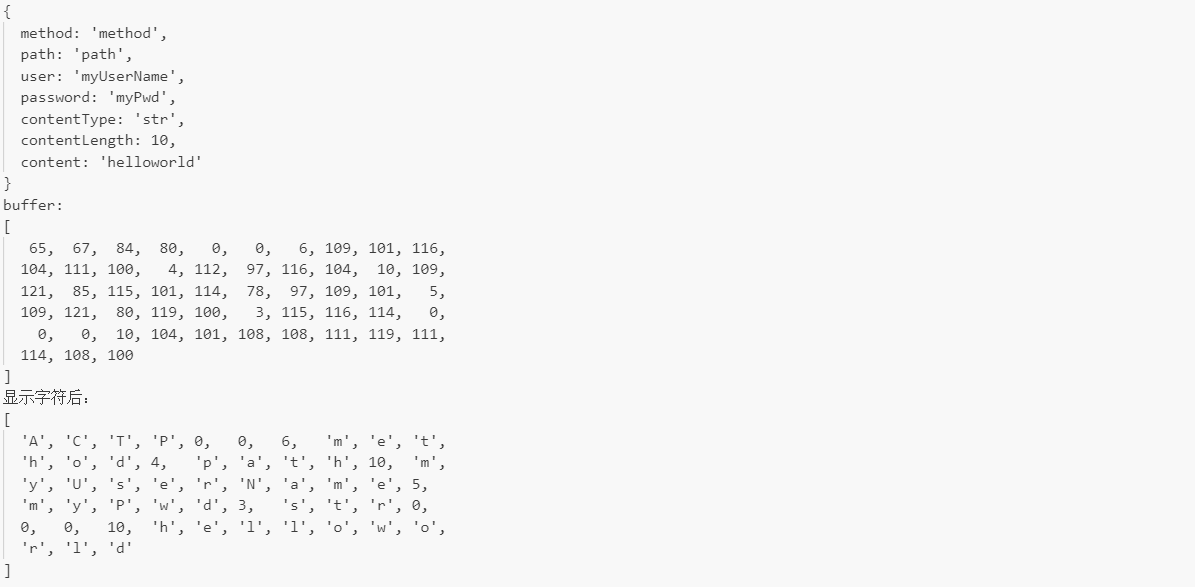 {
  method: 'method',
  path: 'path',
  user: 'myUserName',
  password: 'myPwd',
  contentType: 'str',
  contentLength: 10,
  content: 'helloworld'
}
buffer:
[
   65,  67,  84,  80,   0,   0,   6, 109, 101, 116,
  104, 111, 100,   4, 112,  97, 116, 104,  10, 109,
  121,  85, 115, 101, 114,  78,  97, 109, 101,   5,
  109, 121,  80, 119, 100,   3, 115, 116, 114,   0,
    0,   0,  10, 104, 101, 108, 108, 111, 119, 111,
  114, 108, 100
]
显示字符后:
[
  'A', 'C', 'T', 'P', 0,   0,   6,   'm', 'e', 't',
  'h', 'o', 'd', 4,   'p', 'a', 't', 'h', 10,  'm',
  'y', 'U', 's', 'e', 'r', 'N', 'a', 'm', 'e', 5,
  'm', 'y', 'P', 'w', 'd', 3,   's', 't', 'r', 0,
  0,   0,   10,  'h', 'e', 'l', 'l', 'o', 'w', 'o',
  'r', 'l', 'd'
]